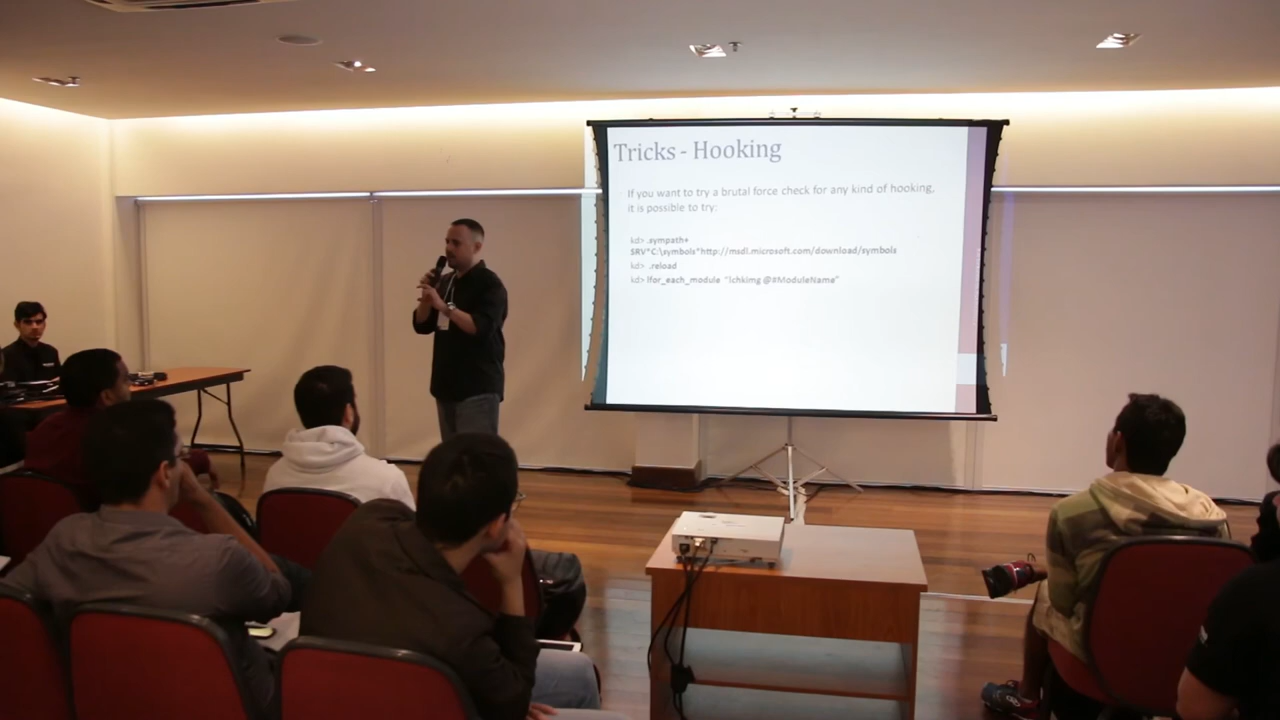 Tricks - Hooking
If you want to try a brutal force check for any kind of hooking,
it is possible to try:
kd> .sympath+
SRV*C:\symbols*http://msdl.microsoft.com/download/symbols
kd> .reload
kd> !for_each_module "!chkimg @#ModuleName"